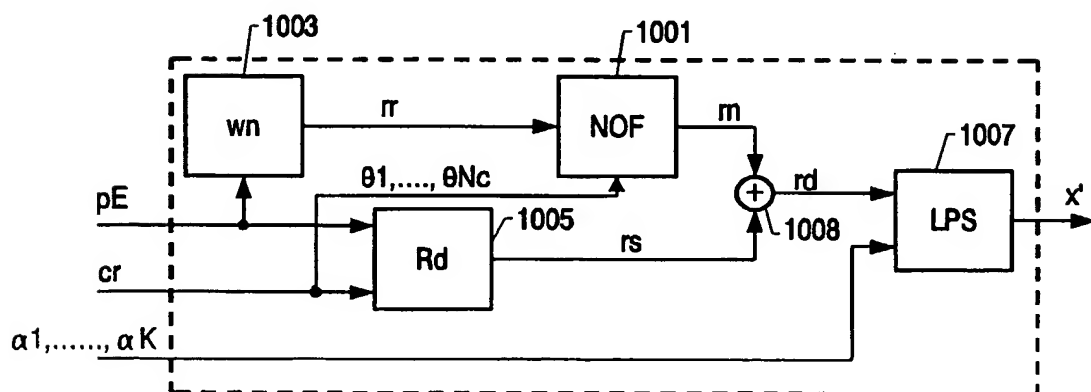 1003
1001
wn
rr
NOF
rn
1007
θ1,...., θNc
pE
1005
+
rd
1008
LPS
x'
Rd
rs
cr
α1,......, αK